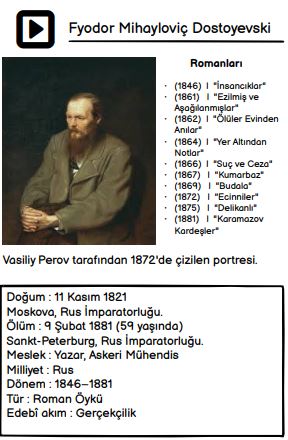 Fyodor Mihayloviç Dostoyevski
Romanları
· (1846) | "İnsancıklar"
· (1861) | "Ezilmiş ve
Aşağılanmışlar"
· (1862) | "Ölüler Evinden
Anılar"
· (1864) | "Yer Altından
Notlar"
· (1866) | "Suç ve Ceza"
· (1867) | "Kumarbaz"
· (1869) | "Budala"
· (1872) | "Ecinniler"
· (1875) | "Delikanlı"
· (1881) | "Karamazov
Kardeşler"
Vasiliy Perov tarafından 1872'de çizilen portresi.
Doğum : 11 Kasım 1821
Moskova, Rus İmparatorluğu.
Ölüm : 9 Şubat 1881 (59 yaşında)
Sankt-Peterburg, Rus İmparatorluğu.
Meslek : Yazar, Askeri Mühendis
Milliyet : Rus
Dönem : 1846–1881
Tür : Roman Öykü
Edebî akım : Gerçekçilik